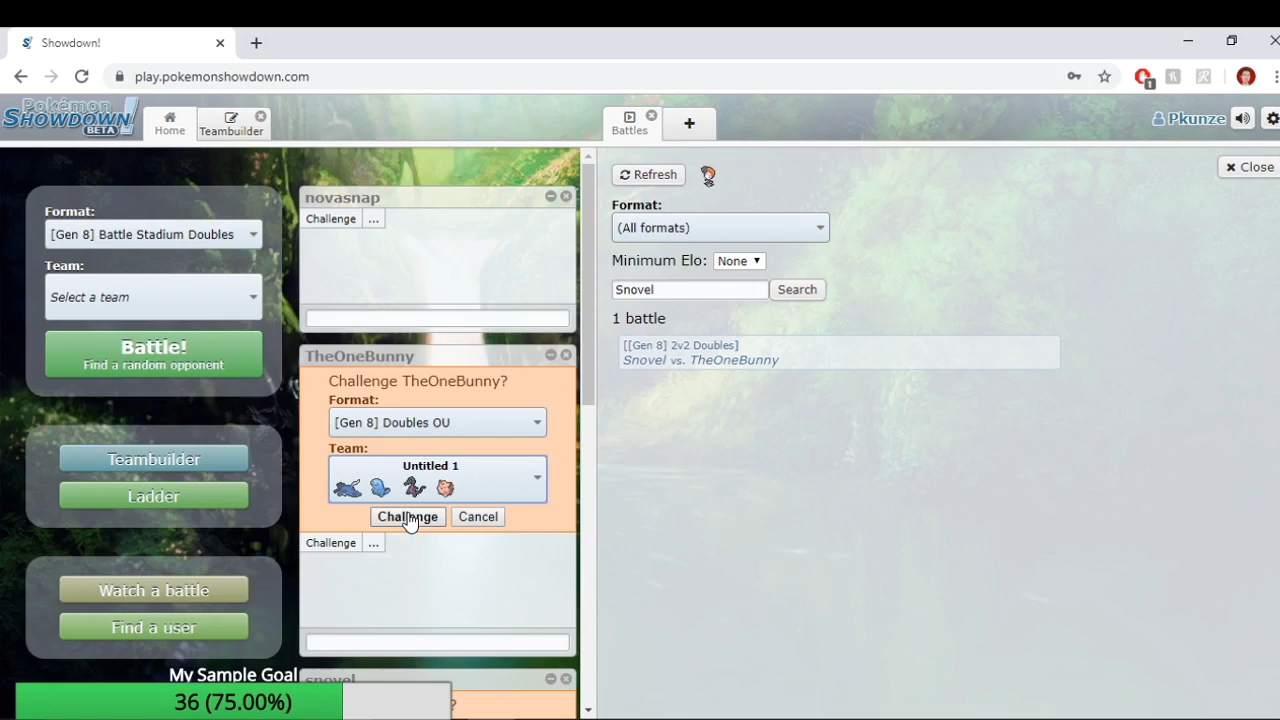 Showdown!
play.pokemonshowdown.com
1
Pokémon
SHOWDOWN!
BETA
Home
Teambuilder
Battles
+
Pkunze
Format:
[Gen 8] Battle Stadium Doubles
Team:
Select a team
Battle!
Find a random opponent
Teambuilder
Ladder
Watch a battle
Find a user
My Sample Goal
36 (75.00%)
novasnap
Challenge ...
TheOneBunny
Challenge TheOneBunny?
Format:
[Gen 8] Doubles OU
Team:
Untitled 1
Challenge Cancel
Challenge ...
snovel
?
Refresh
Close
Format:
(All formats)
Minimum Elo: None
Snovel Search
1 battle
[[Gen 8] 2v2 Doubles]
Snovel vs. TheOneBunny